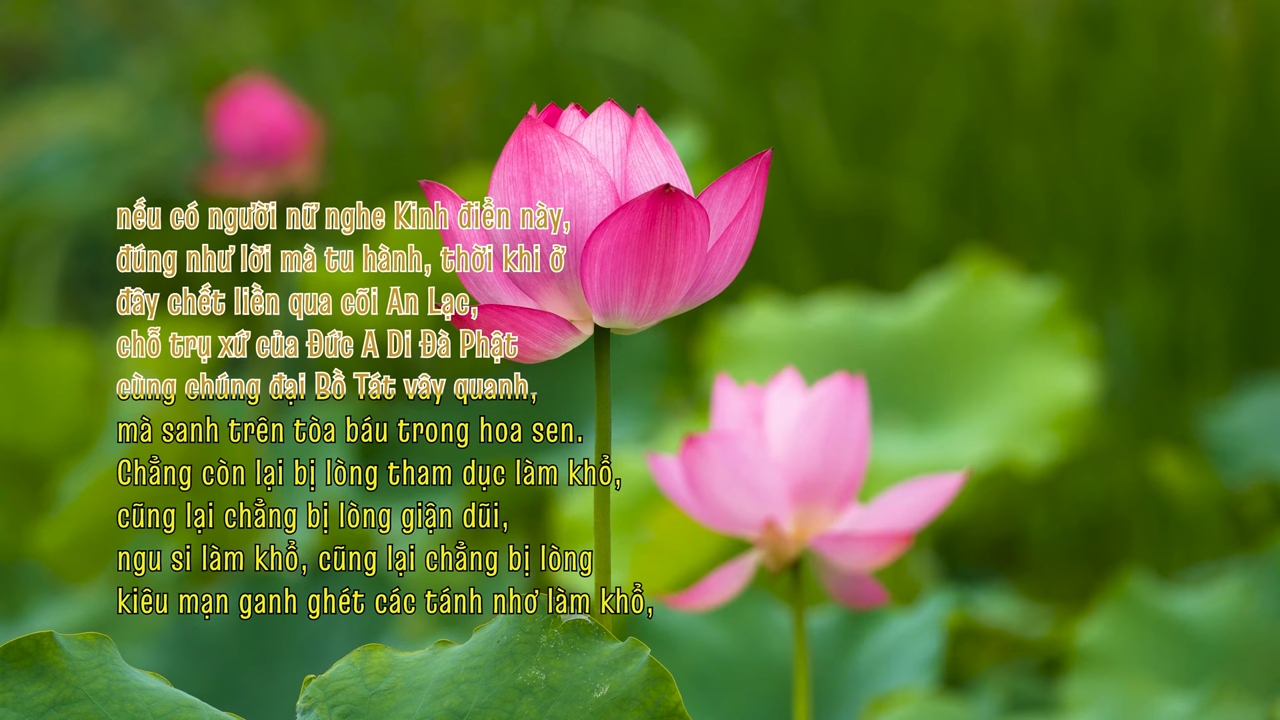 nếu có người nữ nghe Kinh điển này,
đúng như lời mà tu hành, thời khi ở
đây chết liền qua cõi An Lạc,
chỗ trụ xứ của Đức A Di Đà Phật
cùng chúng đại Bồ Tát vây quanh,
mà sanh trên tòa báu trong hoa sen.
Chẳng còn lại bị lòng tham dục làm khổ,
cũng lại chẳng bị lòng giận dũi,
ngu si làm khổ, cũng lại chẳng bị lòng
kiêu mạn ganh ghét các tánh nhơ làm khổ,